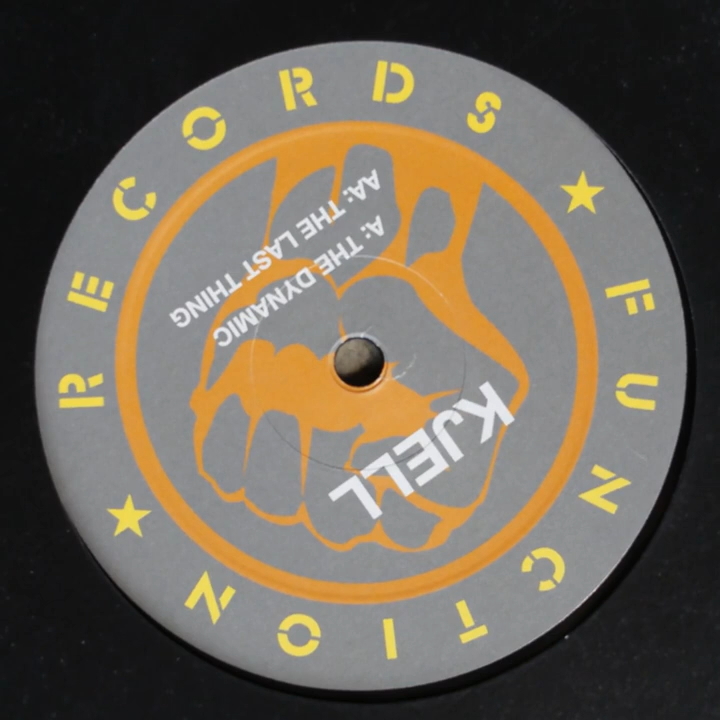 FUNCTION ★ RECORDS ★
KJELL
A: THE DYNAMIC
AA: THE LAST THING